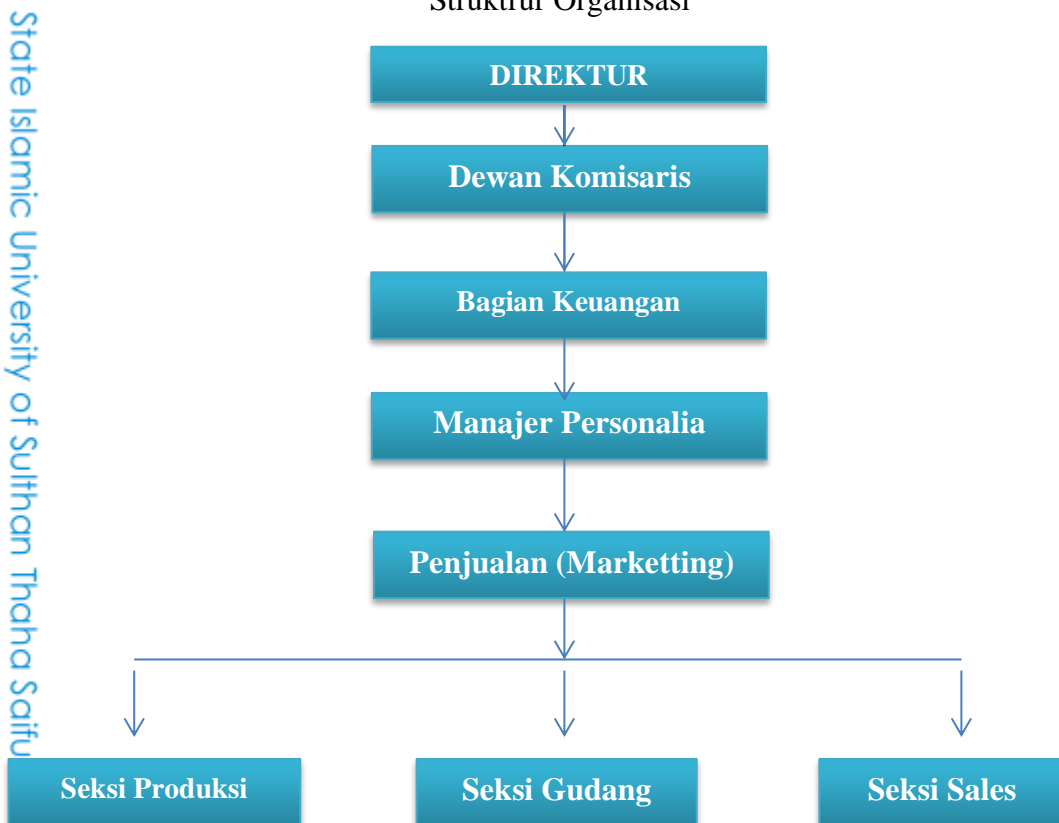 Struktrur Organisasi
DIREKTUR
Dewan Komisaris
Bagian Keuangan
Manajer Personalia
Penjualan (Marketting)
Seksi Produksi
Seksi Gudang
Seksi Sales
State Islamic University of Sulthan Thaha Saifu